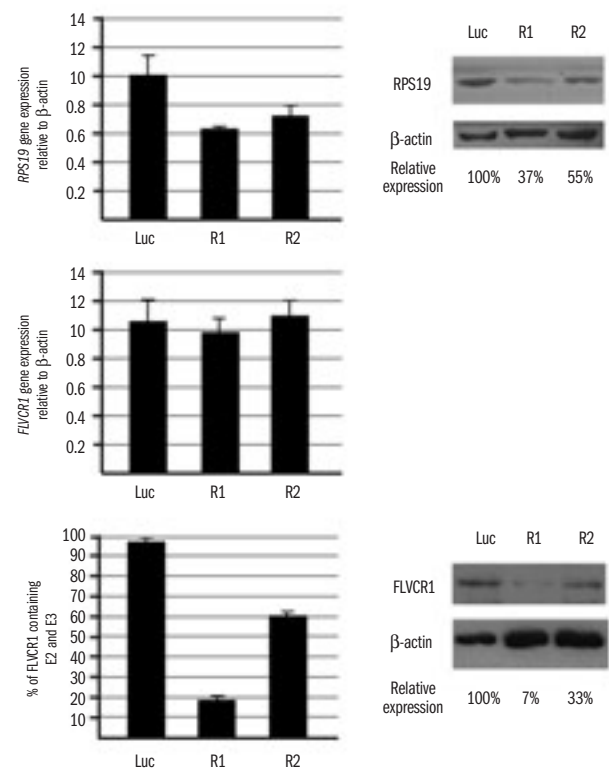 RPS19 gene expression
relative to β-actin
14
12
10
0.8
0.6
0.4
0.2
Luc R1 R2
Luc R1 R2
RPS19
β-actin
Relative
expression
100% 37% 55%
FLVCR1 gene expression
relative to β-actin
14
12
10
0.8
0.6
0.4
0.2
Luc R1 R2
% of FLVCR1 containing
E2 and E3
100
90
80
70
60
50
40
30
20
10
Luc R1 R2
Luc R1 R2
FLVCR1
β-actin
Relative
expression
100% 7% 33%